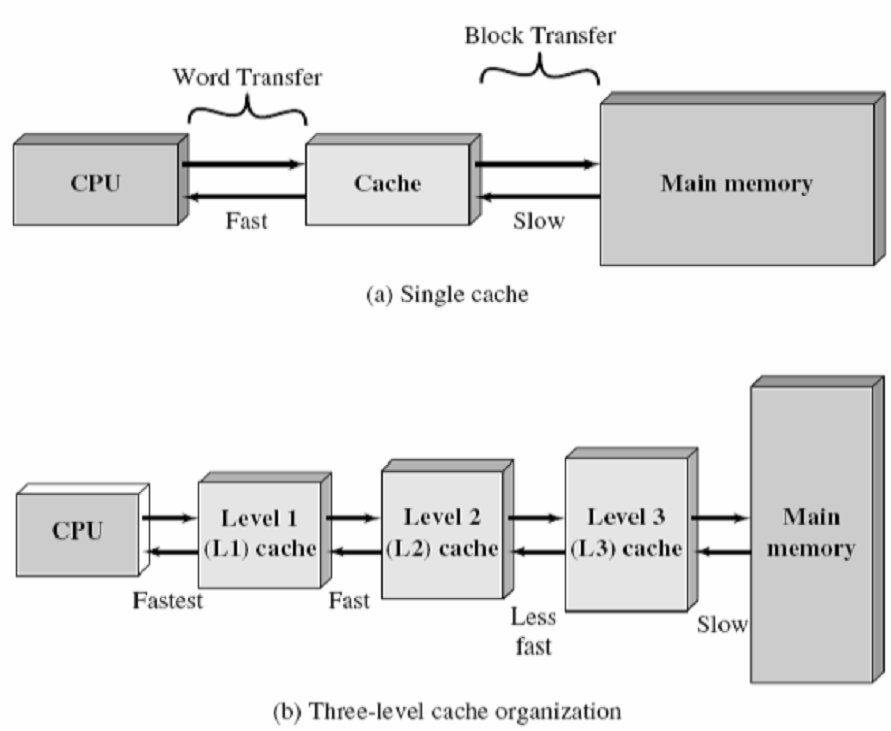 Block Transfer
Word Transfer
CPU
Cache
Main memory
Fast
Slow
(a) Single cache
CPU
Level 1
(L1) cache
Level 2
(L2) cache
Level 3
(L3) cache
Main
memory
Fastest
Fast
Less
fast
Slow
(b) Three-level cache organization